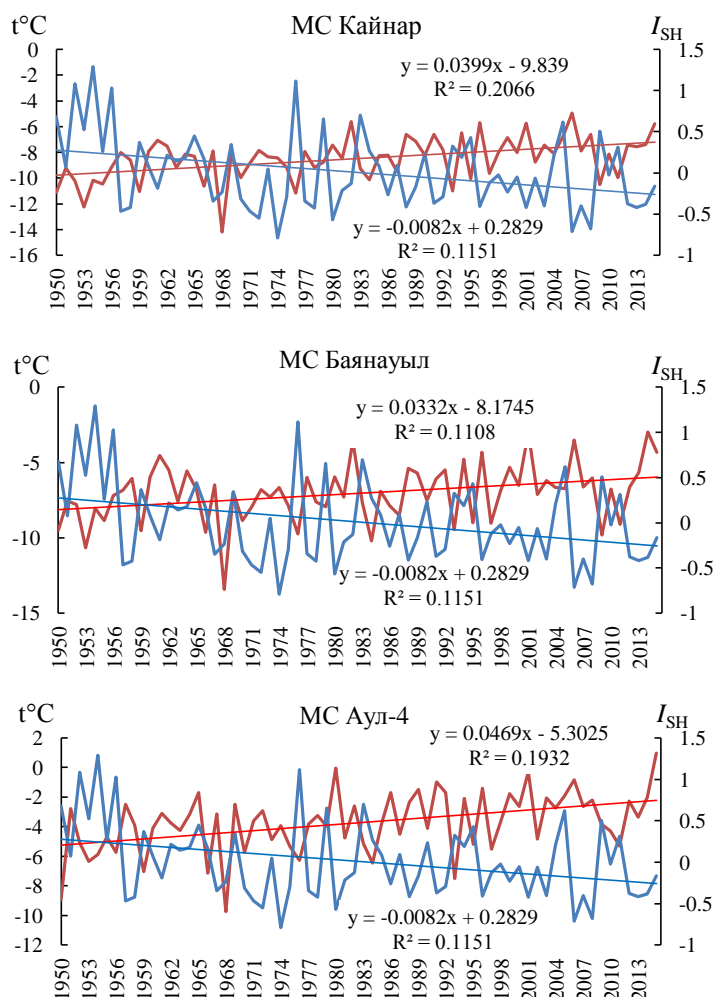 t°C МС Кайнар ISH
0 1.5
-2 1
-4 0.5
-6 0
-8 -0.5
-10 -1
-12
-14
-16
y = 0.0399x - 9.839
R² = 0.2066
y = -0.0082x + 0.2829
R² = 0.1151
1950 1953 1956 1959 1962 1965 1968 1971 1974 1977 1980 1983 1986 1989 1992 1995 1998 2001 2004 2007 2010 2013
t°C МС Баянауыл ISH
0 1.5
-5 1
-10 0.5
-15 0
-0.5
-1
y = 0.0332x - 8.1745
R² = 0.1108
y = -0.0082x + 0.2829
R² = 0.1151
1950 1953 1956 1959 1962 1965 1968 1971 1974 1977 1980 1983 1986 1989 1992 1995 1998 2001 2004 2007 2010 2013
t°C МС Аул-4 ISH
2 1.5
0 1
-2 0.5
-4 0
-6 -0.5
-8 -1
-10
-12
y = 0.0469x - 5.3025
R² = 0.1932
y = -0.0082x + 0.2829
R² = 0.1151
1950 1953 1956 1959 1962 1965 1968 1971 1974 1977 1980 1983 1986 1989 1992 1995 1998 2001 2004 2007 2010 2013